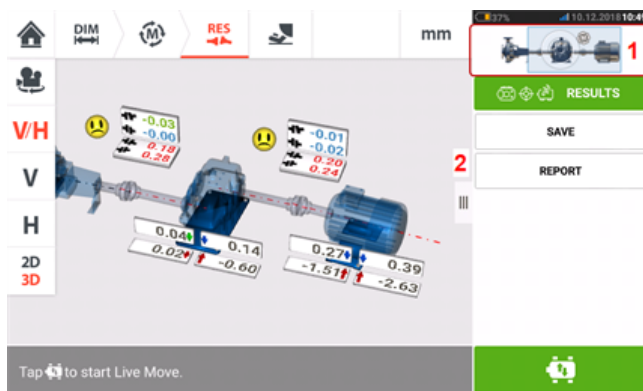 37% 10.12.2018 10:49
DIM
M
RES
mm
1
RESULTS
SAVE
REPORT
2
V/H
V
H
2D
3D
-0.03
-0.00
0.18
0.28
-0.01
-0.02
0.20
0.24
0.04 0.14
0.02 -0.60
0.27 0.39
-1.51 -2.63
Tap to start Live Move.